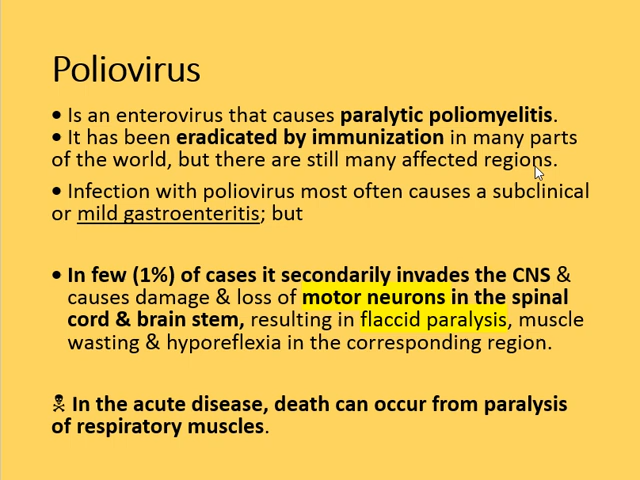 Poliovirus
• Is an enterovirus that causes paralytic poliomyelitis.
• It has been eradicated by immunization in many parts
of the world, but there are still many affected regions.
• Infection with poliovirus most often causes a subclinical
or mild gastroenteritis; but
• In few (1%) of cases it secondarily invades the CNS &
causes damage & loss of motor neurons in the spinal
cord & brain stem, resulting in flaccid paralysis, muscle
wasting & hyporeflexia in the corresponding region.
☠ In the acute disease, death can occur from paralysis
of respiratory muscles.